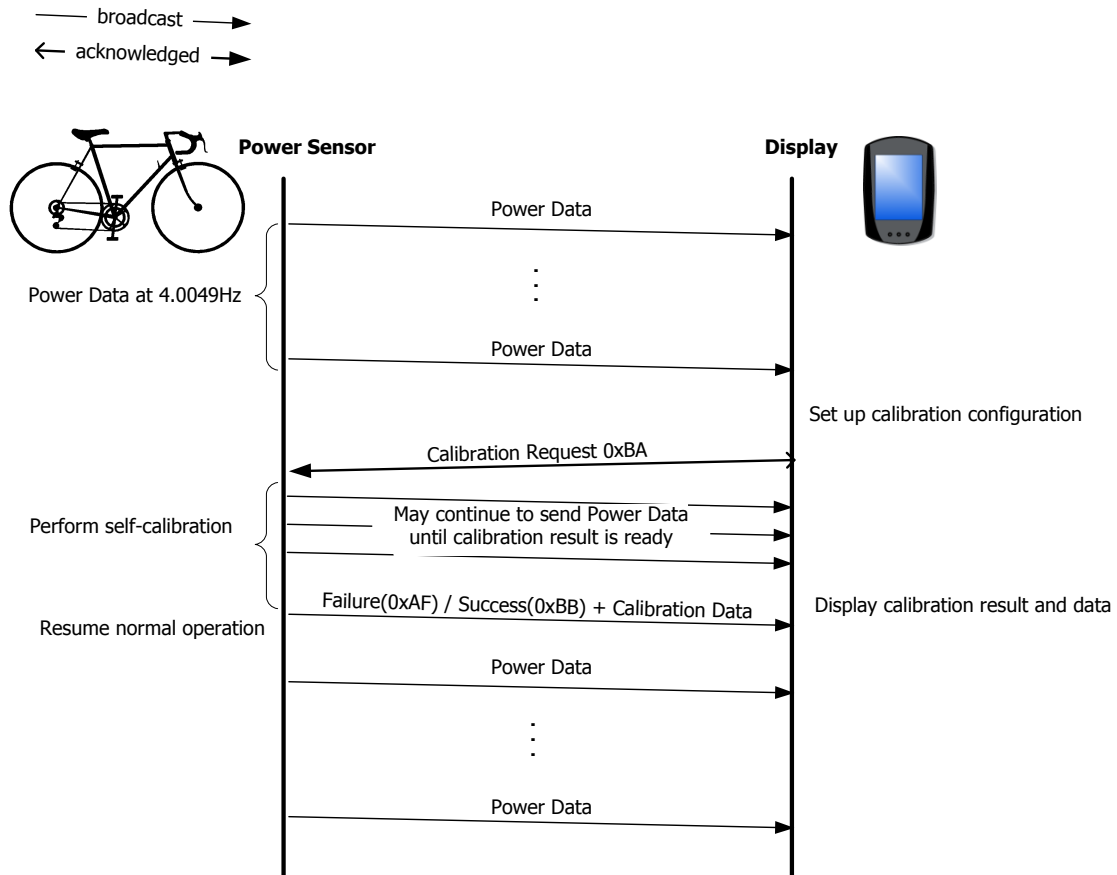 broadcast
acknowledged
Power Sensor
Display
Power Data
Power Data at 4.0049Hz
Power Data
Set up calibration configuration
Calibration Request 0xBA
Perform self-calibration
May continue to send Power Data
until calibration result is ready
Failure(0xAF) / Success(0xBB) + Calibration Data
Display calibration result and data
Resume normal operation
Power Data
Power Data